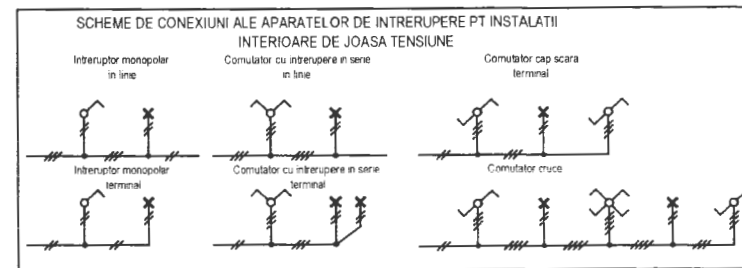 SCHEME DE CONEXIUNI ALE APARATELOR DE INTRERUPERE PT INSTALATII
INTERIOARE DE JOASA TENSIUNE
Intreruptor monopolar
in linie
Comutator cu intrerupere in serie
in linie
Comutator cap scara
terminal
Intreruptor monopolar
terminal
Comutator cu intrerupere in serie
terminal
Comutator cruce